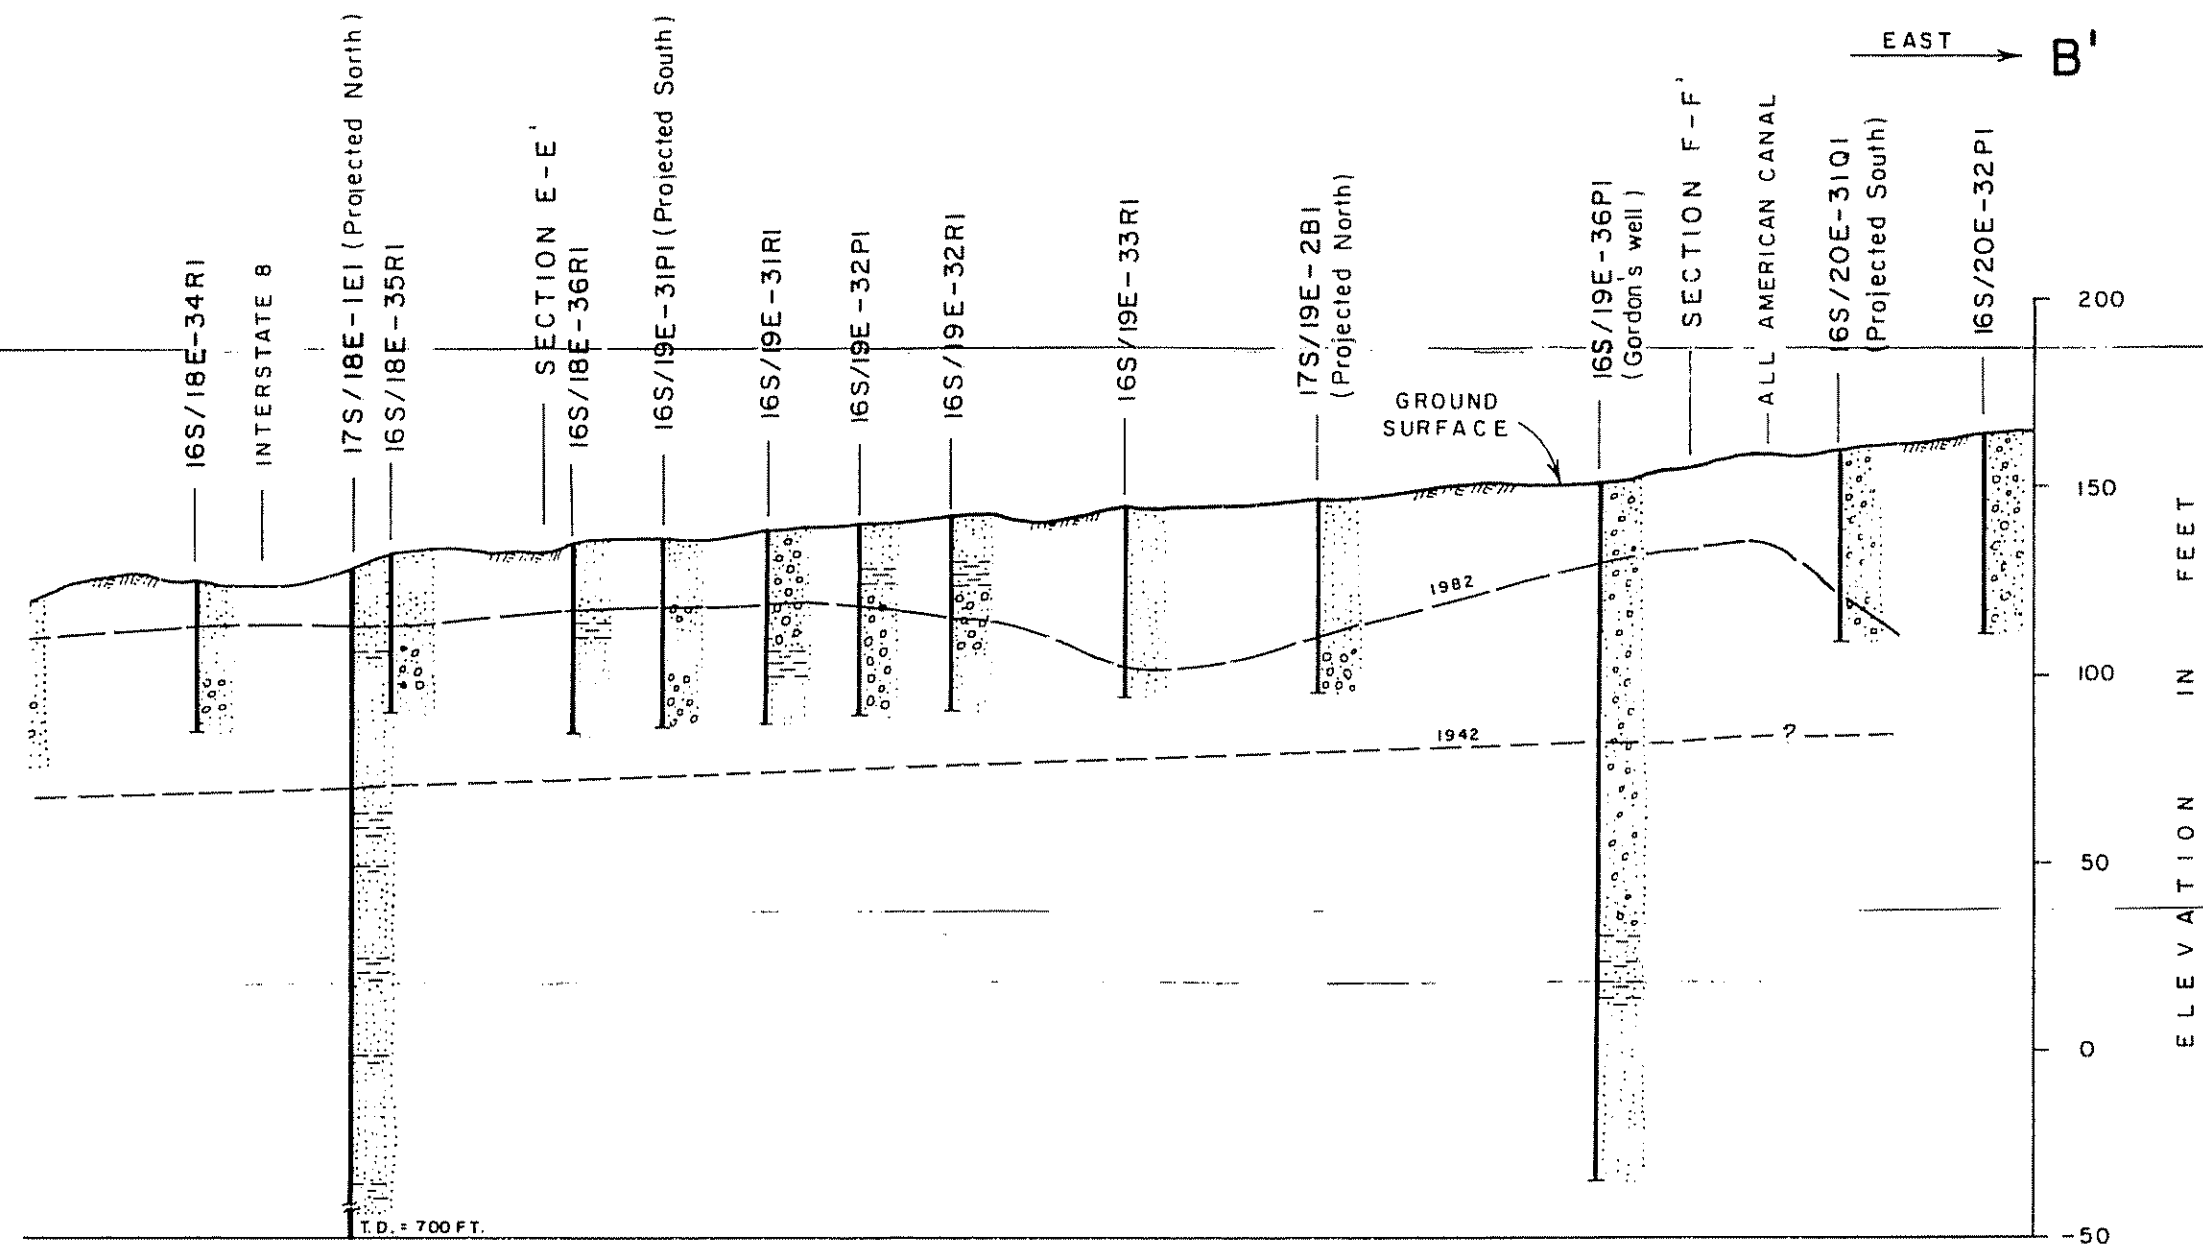 EAST
B'
16S/18E-34R1
INTERSTATE 8
17S/18E-1E1 (Projected North)
16S/18E-35R1
SECTION E-E'
16S/18E-36R1
16S/19E-31P1 (Projected South)
16S/19E-31R1
16S/19E-32P1
16S/19E-32R1
16S/19E-33R1
17S/19E-2B1
(Projected North)
GROUND
SURFACE
16S/19E-36P1
(Gordon's well)
SECTION F-F'
ALL AMERICAN CANAL
16S/20E-31Q1
(Projected South)
16S/20E-32P1
200
150
100
50
0
-50
ELEVATION IN FEET
1982
1942
?
T.D. = 700 FT.